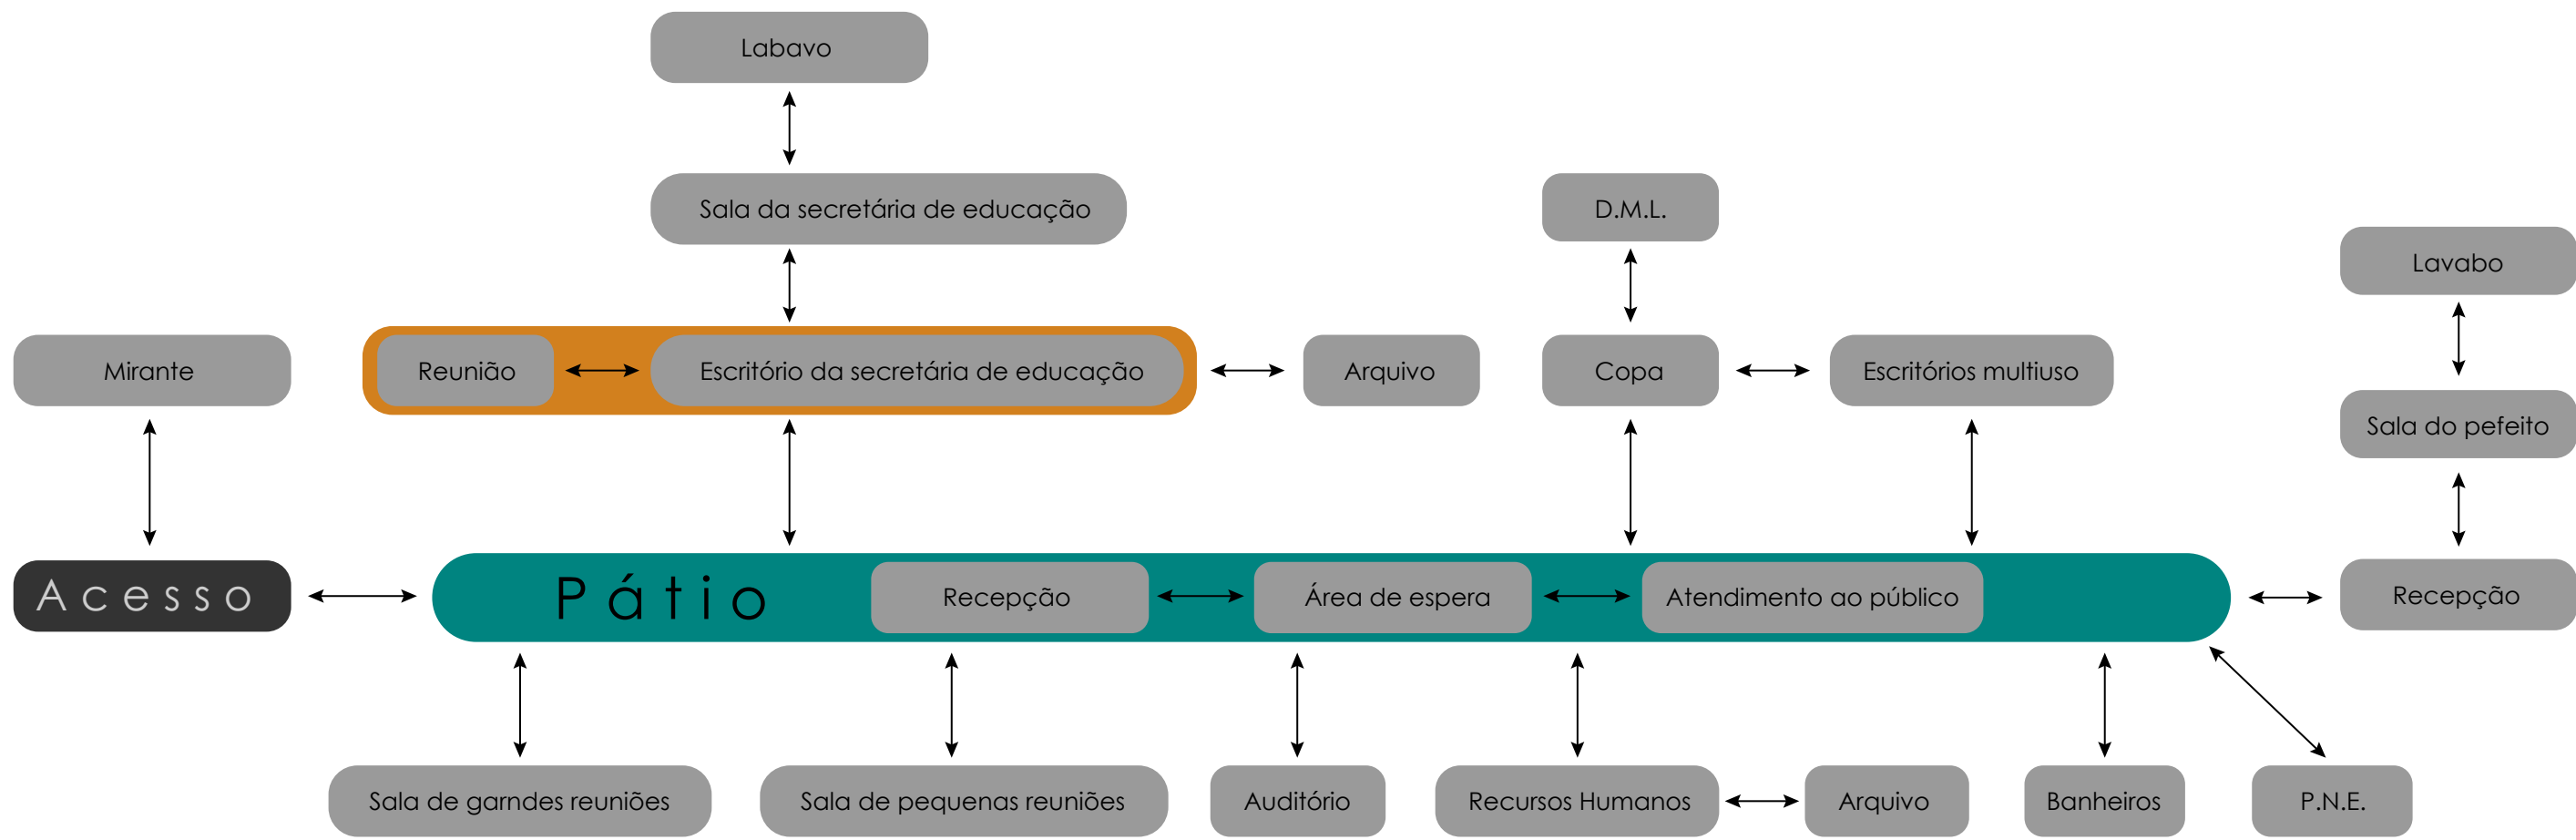 Labavo
Sala da secretária de educação
D.M.L.
Lavabo
Mirante
Reunião
Escritório da secretária de educação
Arquivo
Copa
Escritórios multiuso
Sala do pefeito
Acesso
Pátio
Recepção
Área de espera
Atendimento ao público
Recepção
Sala de garndes reuniões
Sala de pequenas reuniões
Auditório
Recursos Humanos
Arquivo
Banheiros
P.N.E.